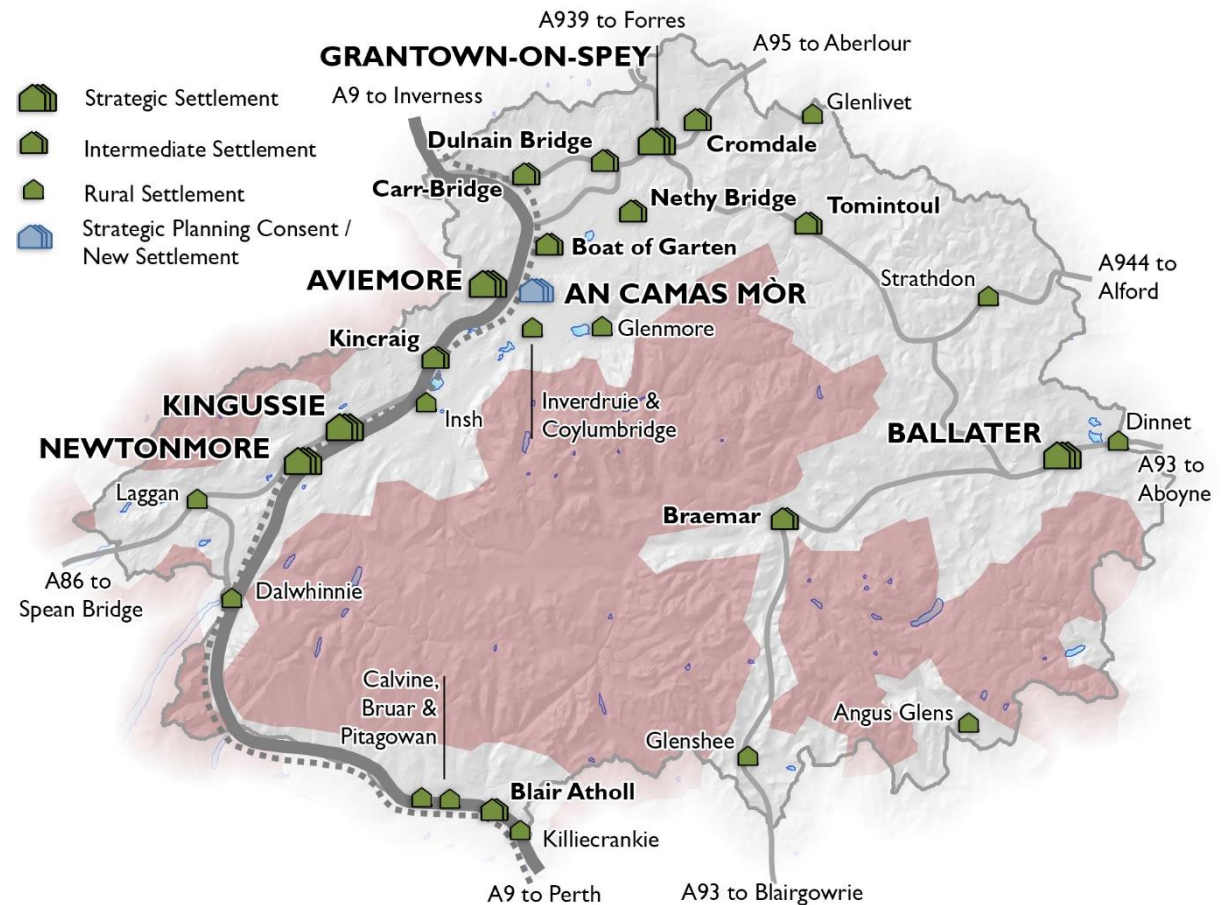 A939 to Forres
GRANTOWN-ON-SPEY
A95 to Aberlour
Strategic Settlement
Intermediate Settlement
Rural Settlement
Strategic Planning Consent /
New Settlement
A9 to Inverness
Glenlivet
Dulnain Bridge
Cromdale
Carr-Bridge
Nethy Bridge
Tomintoul
Boat of Garten
AVIEMORE
AN CAMAS MÒR
Strathdon
A944 to
Alford
Kincraig
Glenmore
KINGUSSIE
Insh
Inverdruie &
Coylumbridge
NEWTONMORE
BALLATER
Dinnet
A93 to
Aboyne
Laggan
Braemar
A86 to
Spean Bridge
Dalwhinnie
Calvine,
Bruar &
Pitagowan
Angus Glens
Glenshee
Blair Atholl
Killiecrankie
A9 to Perth
A93 to Blairgowrie